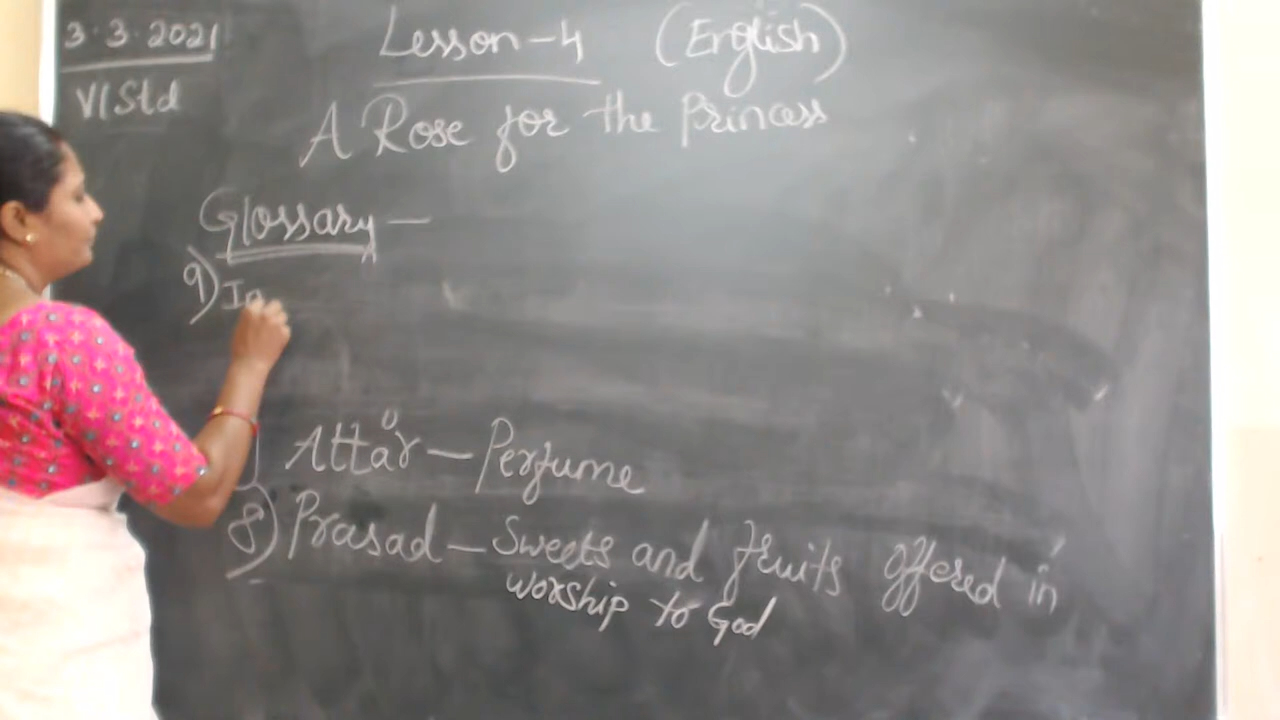 3.3.2021
VI Std
Lesson-4 (English)
A Rose for the Princess
Glossary –
9)
Attar – Perfume
8) Prasad – Sweets and fruits offered in
worship to God